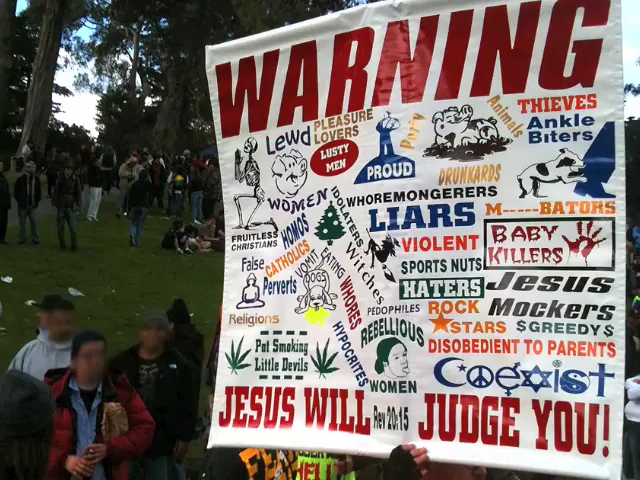 WARNING
Lewd
PLEASURE
LOVERS
LUSTY
MEN
PROUD
Party
Animals
DRUNKARDS
THIEVES
Ankle
Biters
WOMEN
IDOLATERS
WHOREMONGERERS
LIARS
M-----BATORS
FRUITLESS
CHRISTIANS
HOMOS
CATHOLICS
False
Religions
Perverts
VOMIT EATING
DOGS
WHORES
HYPOCRITES
Witches
VIOLENT
SPORTS NUTS
HATERS
BABY
KILLERS
Jesus
Mockers
PEDOPHILES
REBELLIOUS
WOMEN
ROCK
STARS
$GREEDY$
DISOBEDIENT TO PARENTS
Pot Smoking
Little Devils
Coexist
JESUS WILL Rev 20:15 JUDGE YOU!
HELL